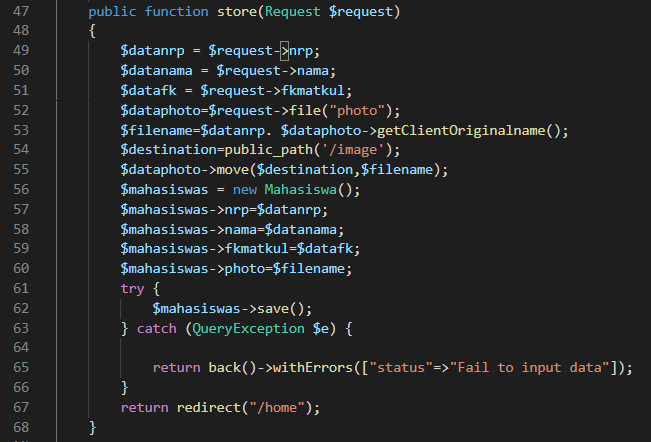 47 public function store(Request $request)
48 {
49 $datanrp = $request->nrp;
50 $datanama = $request->nama;
51 $datafk = $request->fkmatkul;
52 $dataphoto=$request->file("photo");
53 $filename=$datanrp. $dataphoto->getClientOriginalname();
54 $destination=public_path('/image');
55 $dataphoto->move($destination,$filename);
56 $mahasiswas = new Mahasiswa();
57 $mahasiswas->nrp=$datanrp;
58 $mahasiswas->nama=$datanama;
59 $mahasiswas->fkmatkul=$datafk;
60 $mahasiswas->photo=$filename;
61 try {
62 $mahasiswas->save();
63 } catch (QueryException $e) {
64
65 return back()->withErrors(["status"=>"Fail to input data"]);
66 }
67 return redirect("/home");
68 }